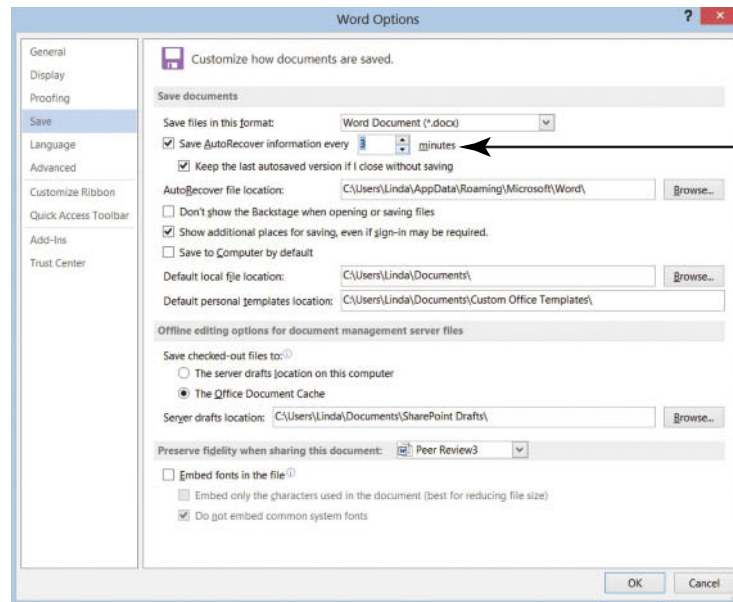 Word Options
?
General
Display
Proofing
Save
Language
Advanced
Customize Ribbon
Quick Access Toolbar
Add-Ins
Trust Center
Customize how documents are saved.
Save documents
Save files in this format: Word Document (*.docx)
Save AutoRecover information every 3 minutes
Keep the last autosaved version if I close without saving
AutoRecover file location: C:\Users\Linda\AppData\Roaming\Microsoft\Word\ Browse...
Don't show the Backstage when opening or saving files
Show additional places for saving, even if sign-in may be required.
Save to Computer by default
Default local file location: C:\Users\Linda\Documents\ Browse...
Default personal templates location: C:\Users\Linda\Documents\Custom Office Templates\
Offline editing options for document management server files
Save checked-out files to:
The server drafts location on this computer
The Office Document Cache
Server drafts location: C:\Users\Linda\Documents\SharePoint Drafts\ Browse...
Preserve fidelity when sharing this document: Peer Review3
Embed fonts in the file
Embed only the characters used in the document (best for reducing file size)
Do not embed common system fonts
OK Cancel